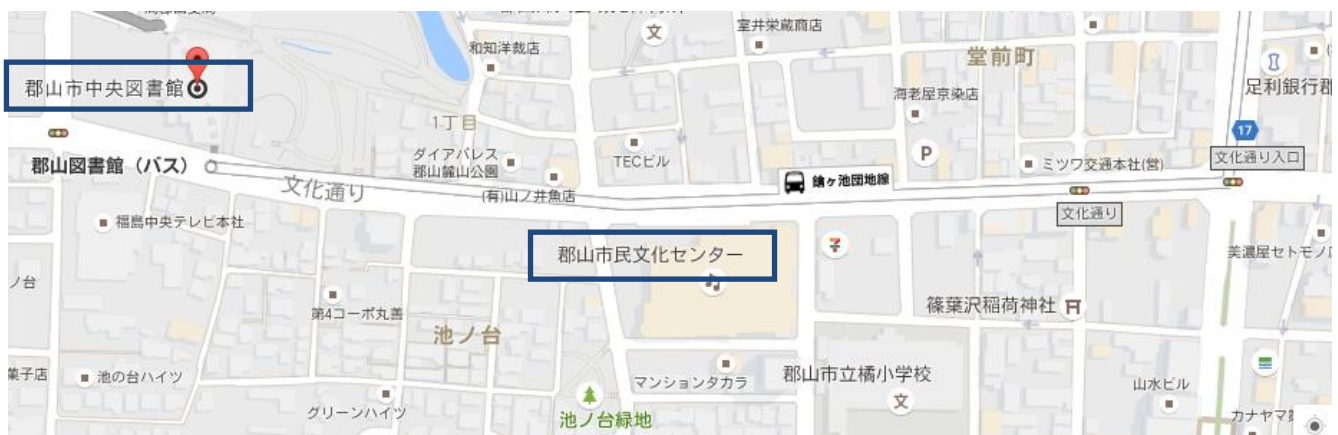 室井栄蔵商店
文
和知洋裁店
堂前町
郡山市中央図書館
足利銀行郡
海老屋京染店
1丁目
17
郡山図書館（バス）
ダイアパレス
郡山麓山公園
TECビル
P
ミツワ交通本社(営)
文化通り入口
文化通り
(有)山ノ井魚店
鎗ヶ池団地線
文化通り
福島中央テレビ本社
郡山市民文化センター
美濃屋セトモノ
ノ台
第4コーポ丸善
池ノ台
篠葉沢稲荷神社
菓子店
池の台ハイツ
マンションタカラ
郡山市立橘小学校
文
山水ビル
グリーンハイツ
池ノ台緑地
カナヤマ